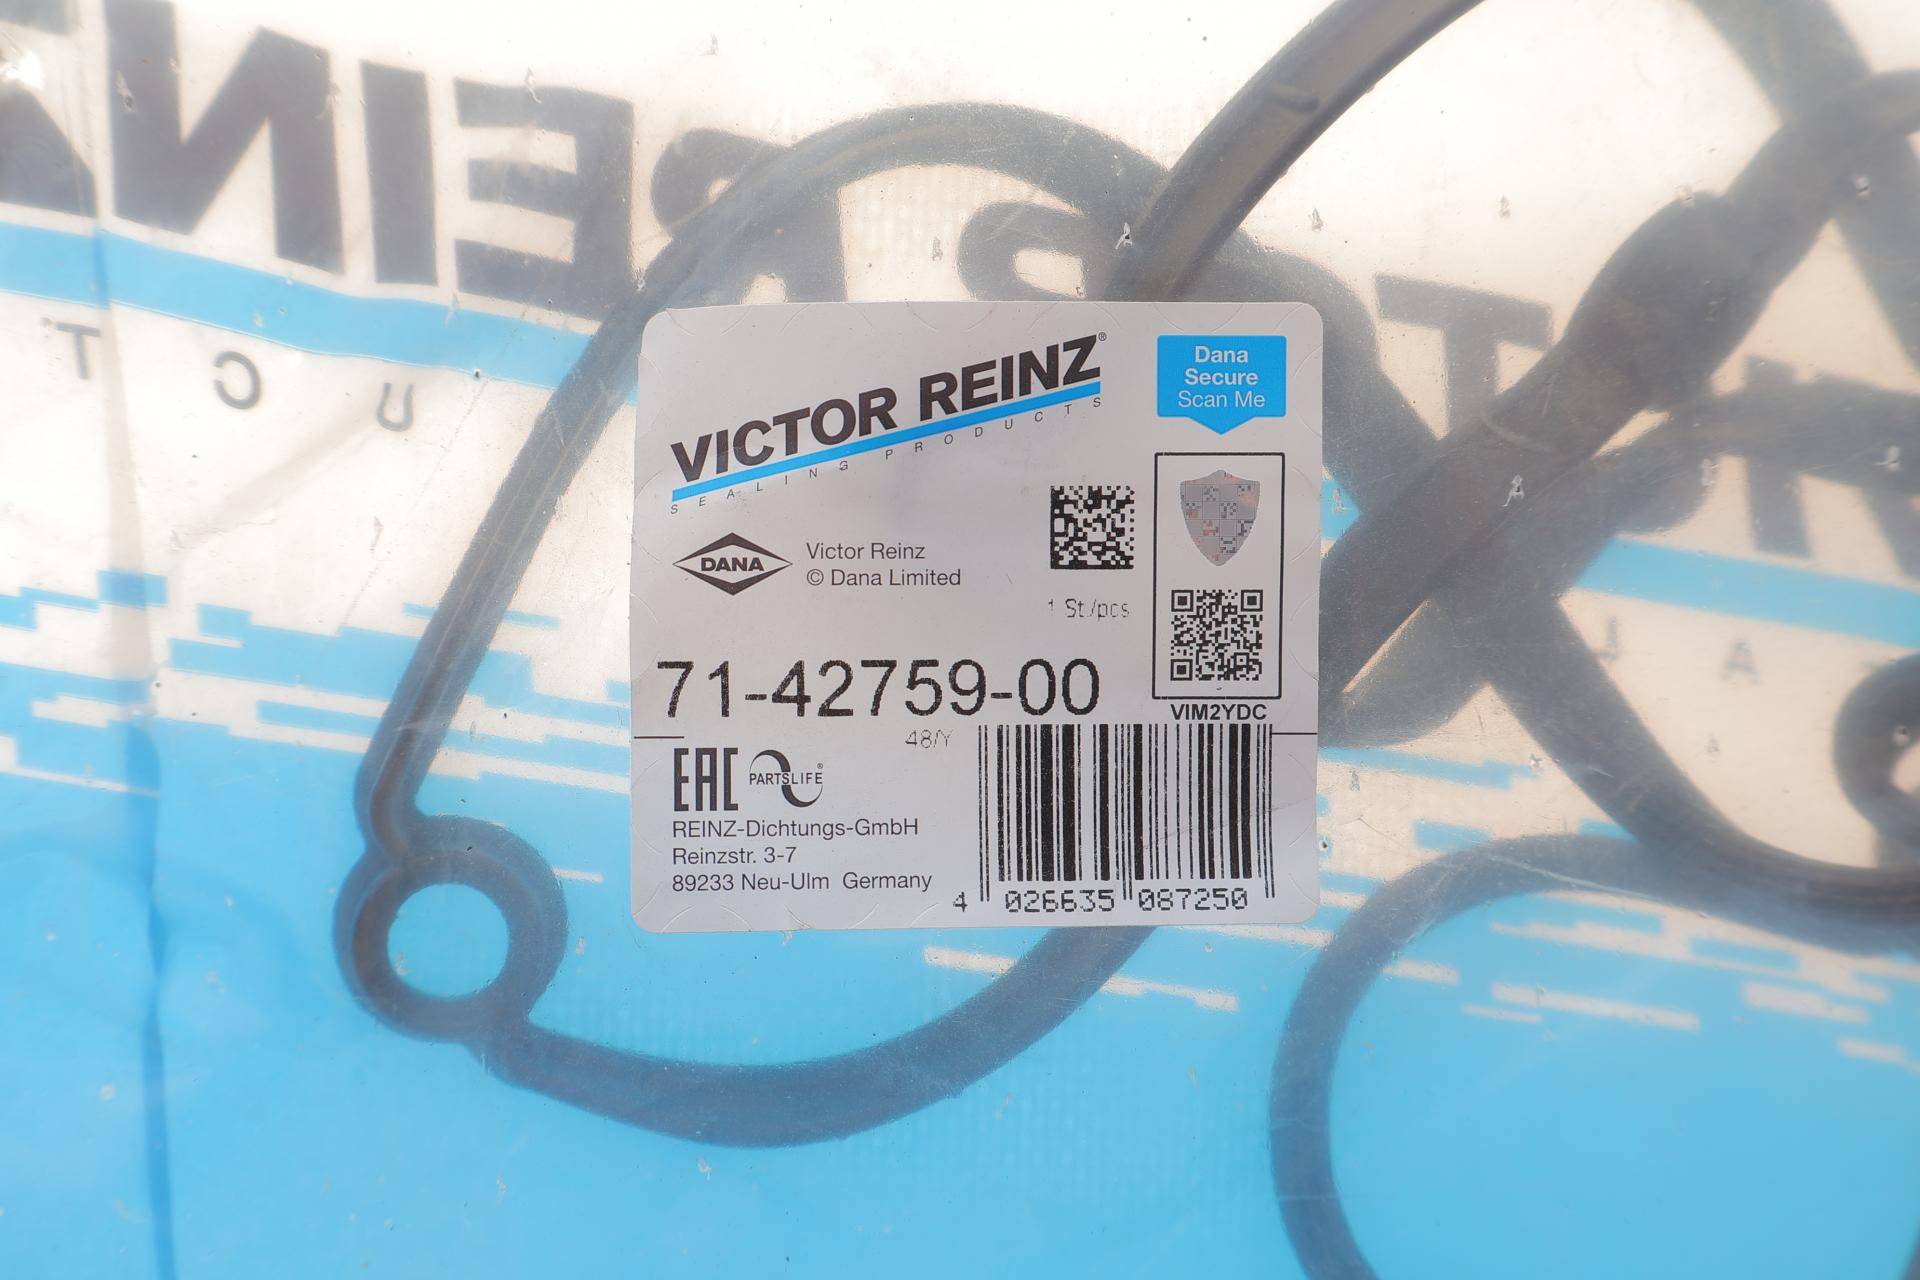 VICTOR REINZ®
SEALING PRODUCTS
Dana
Secure
Scan Me
DANA
Victor Reinz
© Dana Limited
1 St./pcs
71-42759-00
VIM2YDC
48/Y
EAC
PARTSLIFE®
REINZ-Dichtungs-GmbH
Reinzstr. 3-7
89233 Neu-Ulm Germany
4 026635 087250